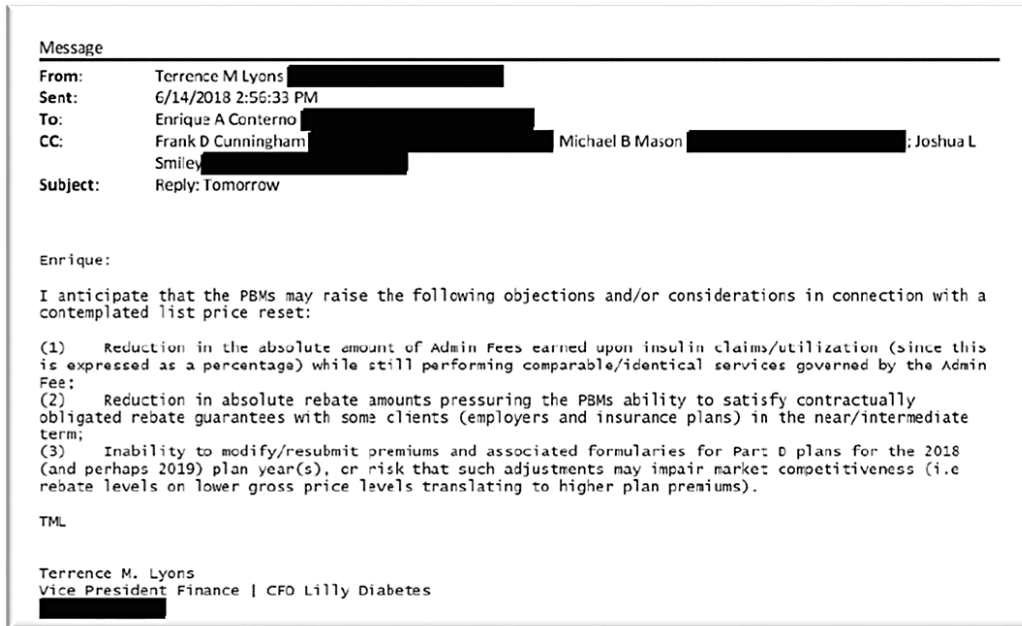 Message
From: Terrence M Lyons
Sent: 6/14/2018 2:56:33 PM
To: Enrique A Conterno
CC: Frank D Cunningham Michael B Mason ; Joshua L
Smiley
Subject: Reply: Tomorrow
Enrique:
I anticipate that the PBMs may raise the following objections and/or considerations in connection with a
contemplated list price reset:
(1) Reduction in the absolute amount of Admin Fees earned upon insulin claims/utilization (since this
is expressed as a percentage) while still performing comparable/identical services governed by the Admin
Fee;
(2) Reduction in absolute rebate amounts pressuring the PBMs ability to satisfy contractually
obligated rebate guarantees with some clients (employers and insurance plans) in the near/intermediate
term;
(3) Inability to modify/resubmit premiums and associated formularies for Part D plans for the 2018
(and perhaps 2019) plan year(s), or risk that such adjustments may impair market competitiveness (i.e
rebate levels on lower gross price levels translating to higher plan premiums).
TML
Terrence M. Lyons
Vice President Finance | CFO Lilly Diabetes